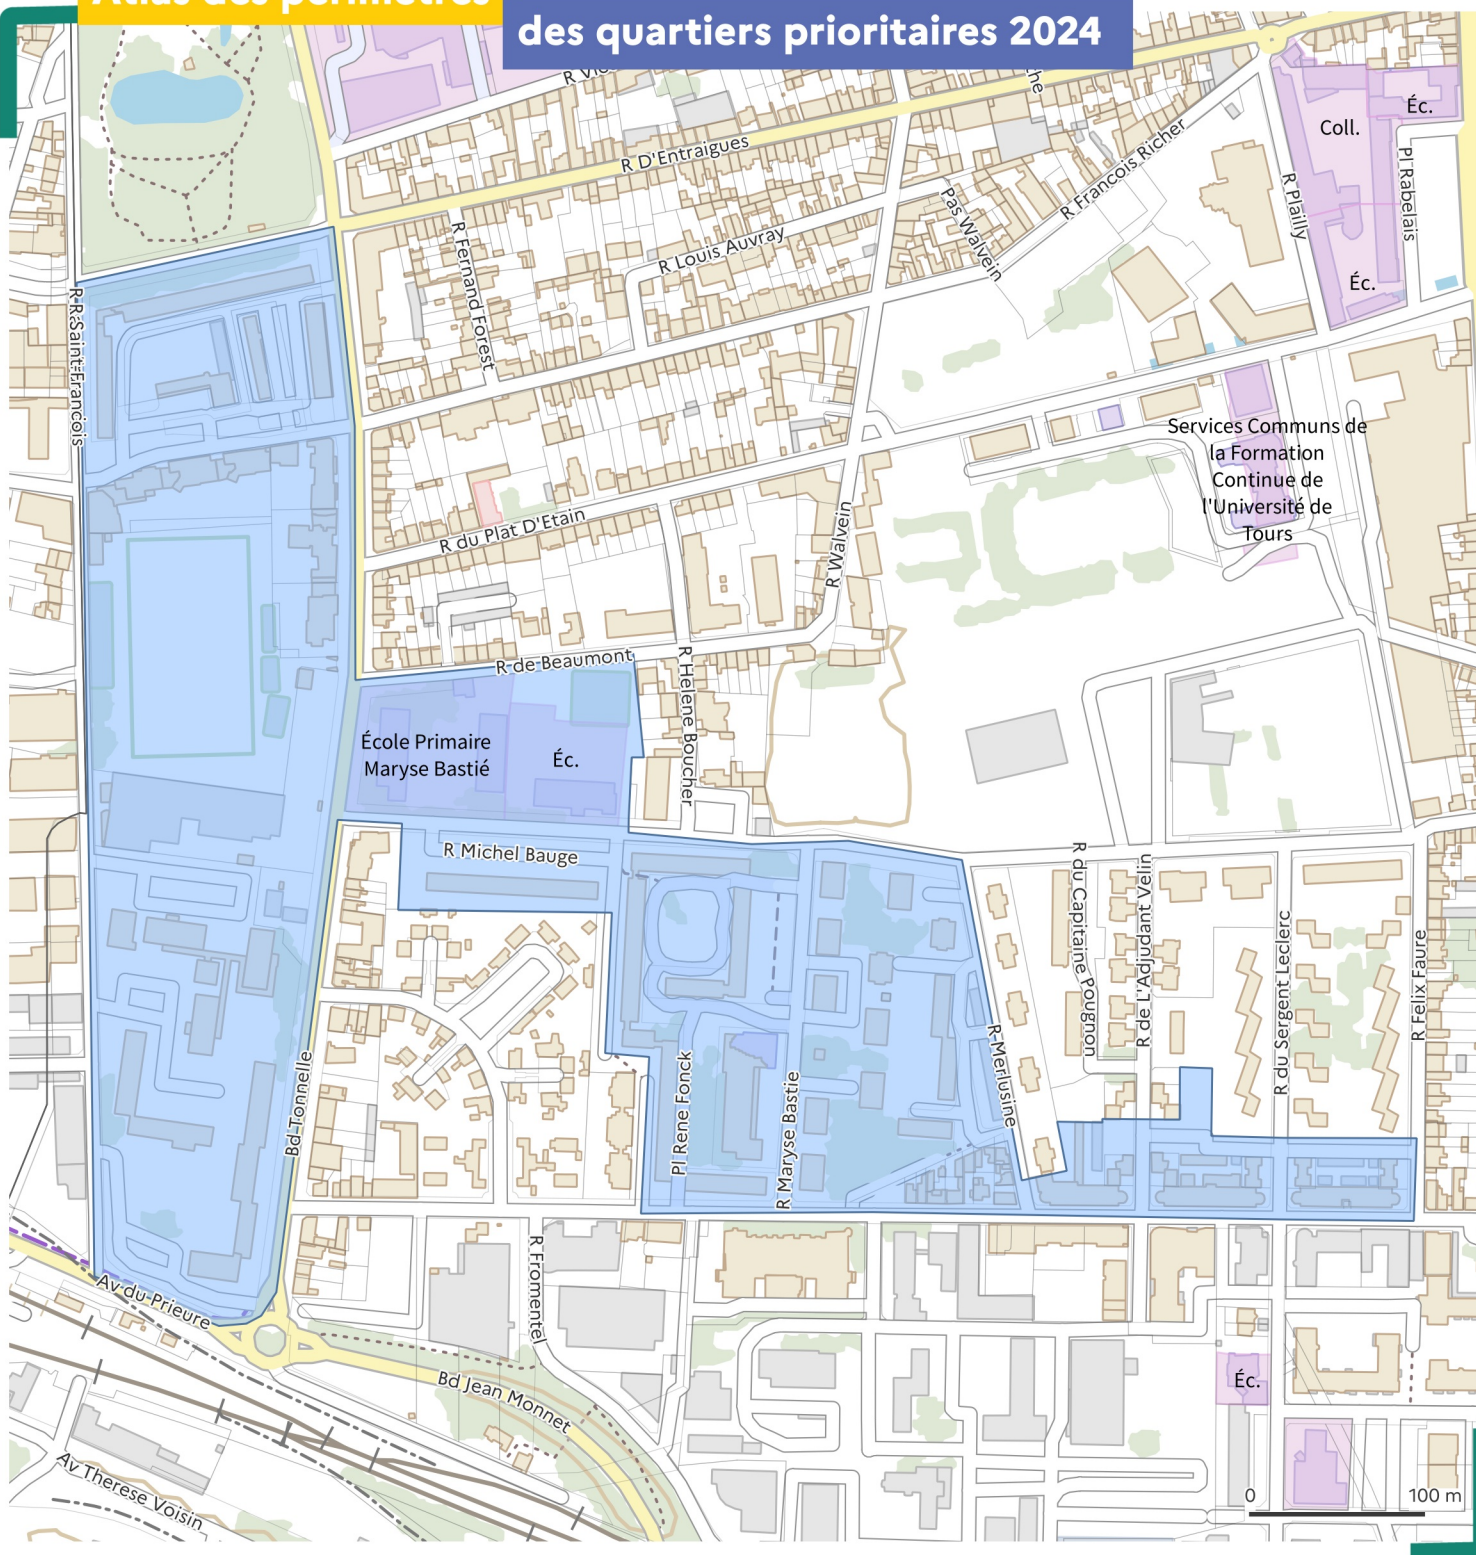 Atlas des périmètres
des quartiers prioritaires 2024
R D'Entraigues
R Francois Richer
Coll.
Éc.
Pl Rabelais
R Plailly
Éc.
R Fernand Forest
R Louis Auvray
Pas Walvein
R R-Saint-Francois
Services Communs de
la Formation
Continue de
l'Université de
Tours
R du Plat D'Etain
R Walvein
R de Beaumont
R Helene Boucher
École Primaire
Maryse Bastié
Éc.
R Michel Bauge
R du Capitaine Pougnon
R de L'Adjudant Velin
R du Sergent Leclerc
R Felix Faure
R Merlusine
Bd Tonnelle
Pl Rene Fonck
R Maryse Bastie
Av du Prieure
R Fromentel
Bd Jean Monnet
Av Therese Voisin
Éc.
0
100 m